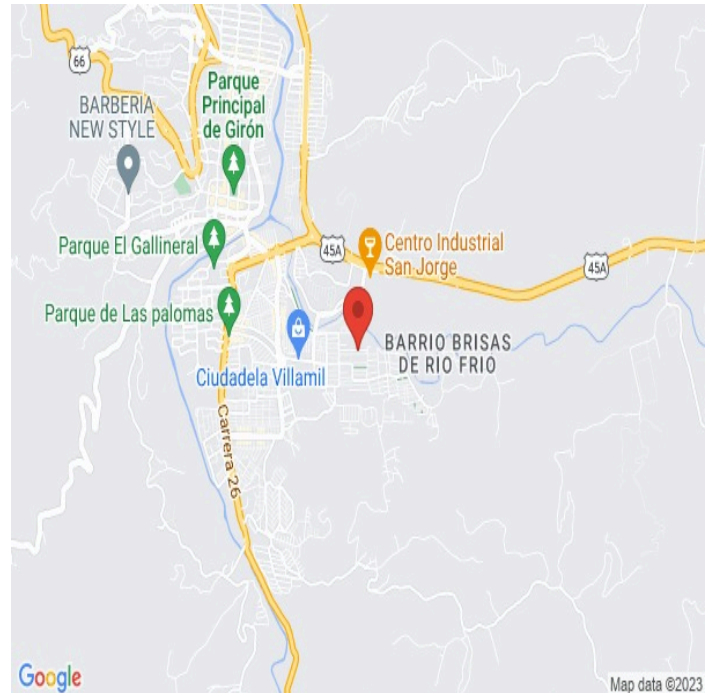 66
Parque
Principal
de Girón
BARBERIA
NEW STYLE
Parque El Gallineral
45A
Centro Industrial
San Jorge
45A
Parque de Las palomas
BARRIO BRISAS
DE RIO FRIO
Ciudadela Villamil
Carrera 26
Google
Map data ©2023